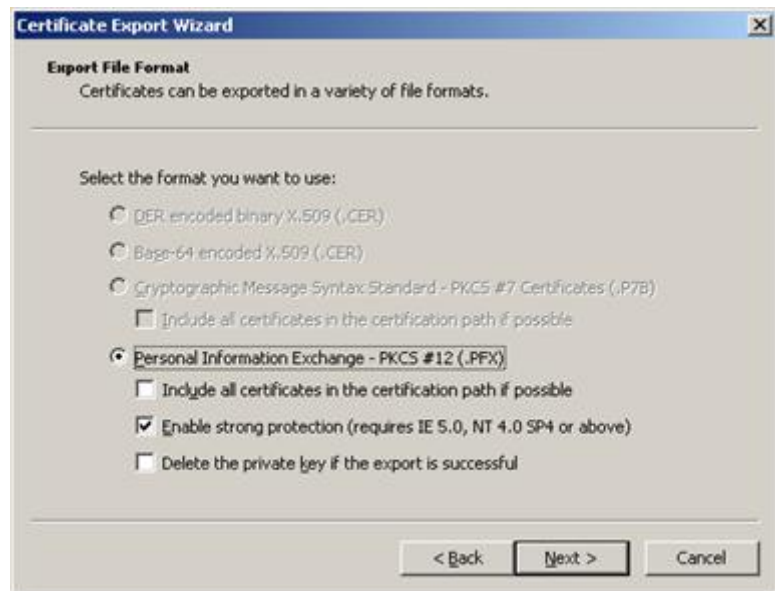 Certificate Export Wizard
Export File Format
Certificates can be exported in a variety of file formats.
Select the format you want to use:
DER encoded binary X.509 (.CER)
Base-64 encoded X.509 (.CER)
Cryptographic Message Syntax Standard - PKCS #7 Certificates (.P7B)
Include all certificates in the certification path if possible
Personal Information Exchange - PKCS #12 (.PFX)
Include all certificates in the certification path if possible
Enable strong protection (requires IE 5.0, NT 4.0 SP4 or above)
Delete the private key if the export is successful
< Back Next > Cancel